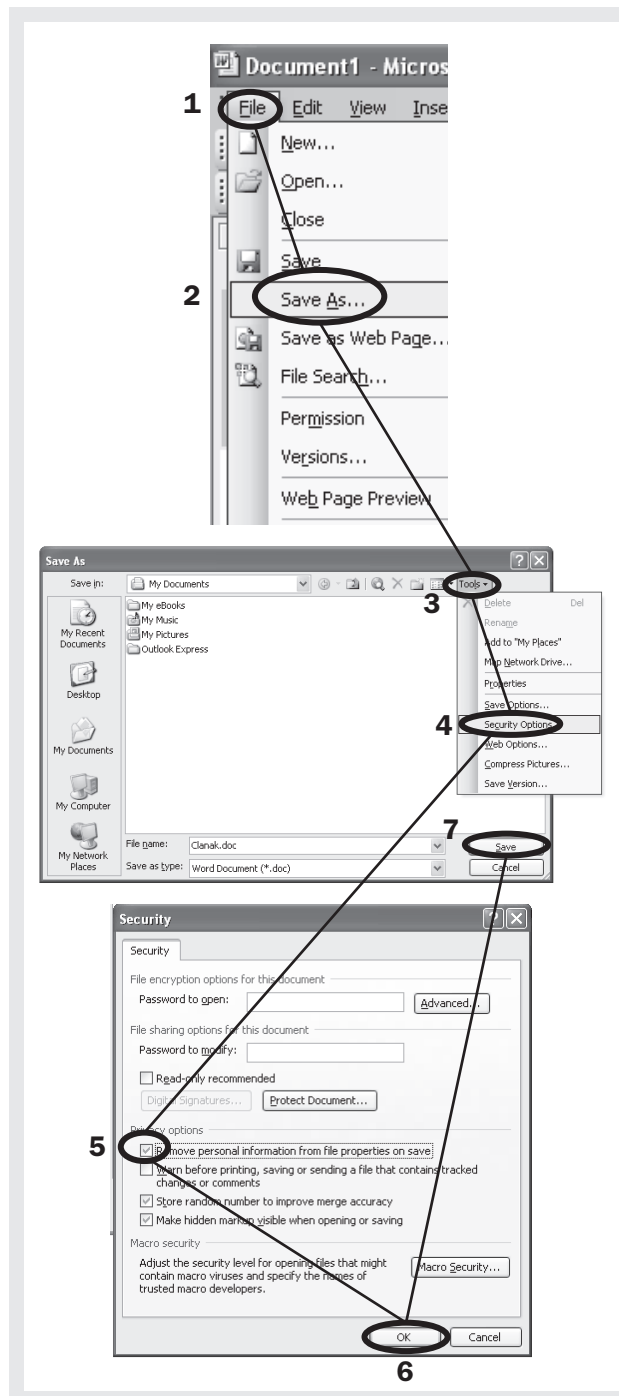 Document1 - Micros
1
File Edit View Inse
New...
Open...
Close
Save
2
Save As...
Save as Web Page...
File Search...
Permission
Versions...
Web Page Preview
Save As
Save in: My Documents
Tools
3
My eBooks
My Music
My Pictures
Outlook Express
My Recent
Documents
Desktop
My Documents
My Computer
My Network
Places
Delete Del
Rename
Add to "My Places"
Map Network Drive...
Properties
Save Options...
4
Security Options
Web Options...
Compress Pictures...
Save Version...
7
File name: Clanak.doc
Save
Save as type: Word Document (*.doc)
Cancel
Security
Security
File encryption options for this document
Password to open:
Advanced...
File sharing options for this document
Password to modify:
Read-only recommended
Digital Signatures...
Protect Document...
Privacy options
5
Remove personal information from file properties on save
Warn before printing, saving or sending a file that contains tracked
changes or comments
Store random number to improve merge accuracy
Make hidden markup visible when opening or saving
Macro security
Adjust the security level for opening files that might
contain macro viruses and specify the names of
trusted macro developers.
Macro Security...
OK
Cancel
6